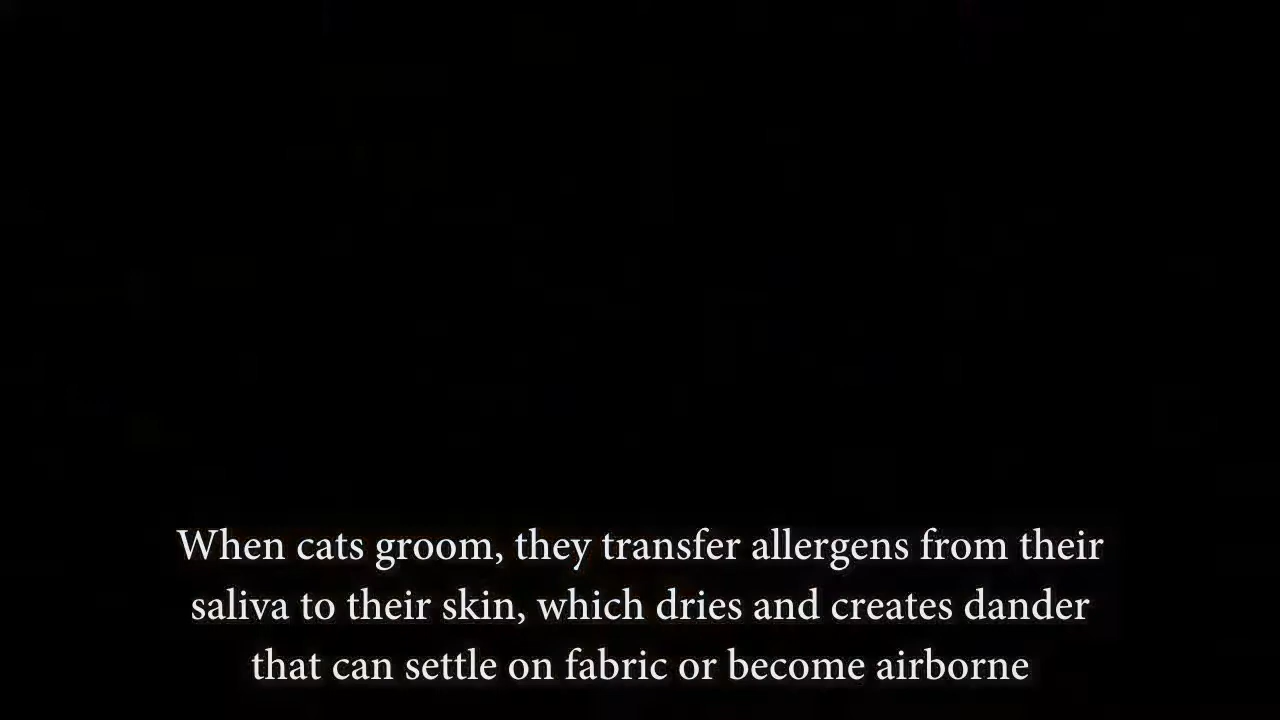 When cats groom, they transfer allergens from their
saliva to their skin, which dries and creates dander
that can settle on fabric or become airborne